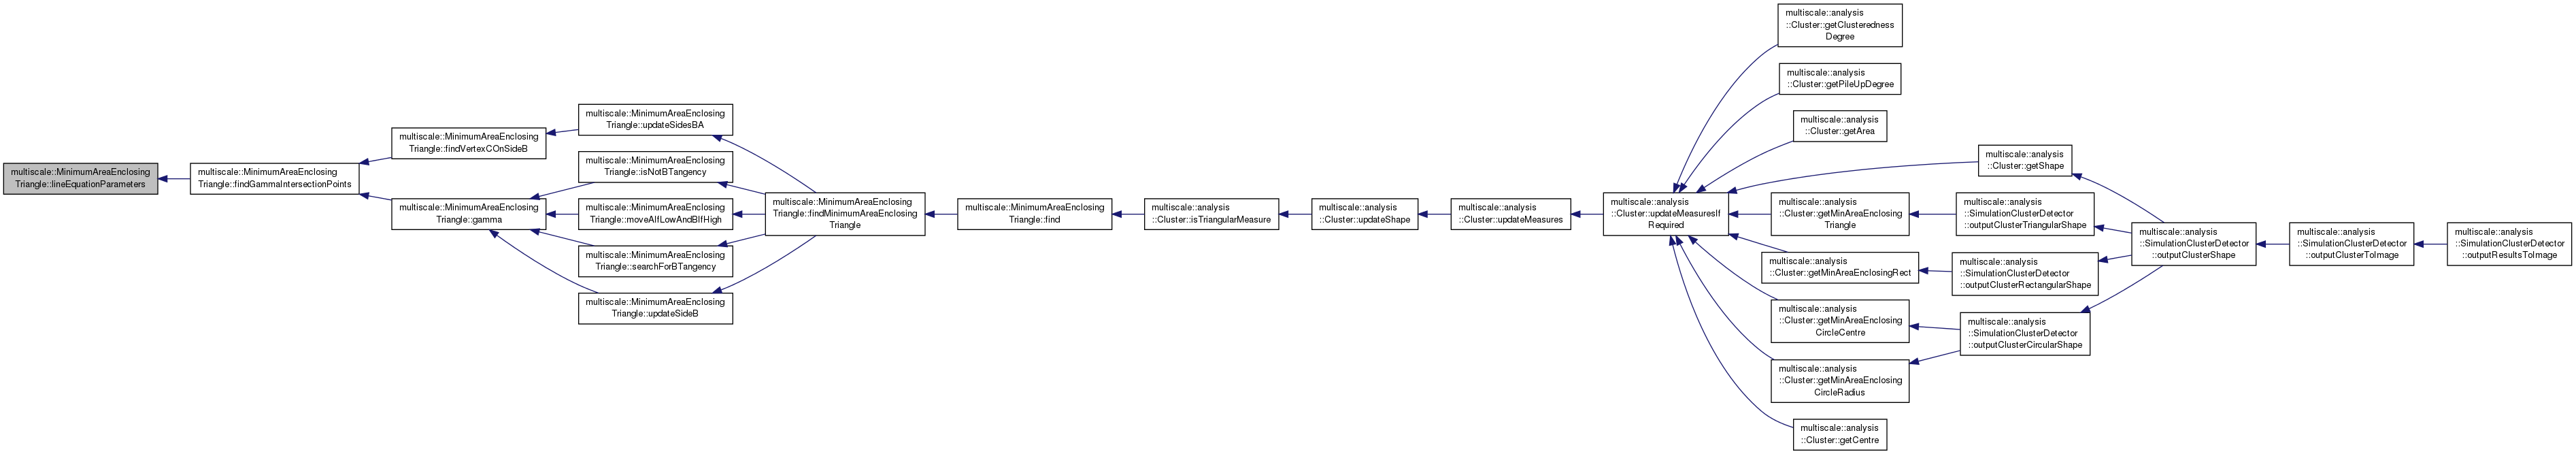 multiscale::MinimumAreaEnclosing
Triangle::lineEquationParameters
multiscale::MinimumAreaEnclosing
Triangle::findGammaIntersectionPoints
multiscale::MinimumAreaEnclosing
Triangle::findVertexCOnSideB
multiscale::MinimumAreaEnclosing
Triangle::gamma
multiscale::MinimumAreaEnclosing
Triangle::updateSidesBA
multiscale::MinimumAreaEnclosing
Triangle::isNotBTangency
multiscale::MinimumAreaEnclosing
Triangle::moveAIfLowAndBIfHigh
multiscale::MinimumAreaEnclosing
Triangle::searchForBTangency
multiscale::MinimumAreaEnclosing
Triangle::updateSideB
multiscale::MinimumAreaEnclosing
Triangle::findMinimumAreaEnclosing
Triangle
multiscale::MinimumAreaEnclosing
Triangle::find
multiscale::analysis
::Cluster::isTriangularMeasure
multiscale::analysis
::Cluster::updateShape
multiscale::analysis
::Cluster::updateMeasures
multiscale::analysis
::Cluster::updateMeasuresIf
Required
multiscale::analysis
::Cluster::getClusteredness
Degree
multiscale::analysis
::Cluster::getPileUpDegree
multiscale::analysis
::Cluster::getArea
multiscale::analysis
::Cluster::getShape
multiscale::analysis
::Cluster::getMinAreaEnclosing
Triangle
multiscale::analysis
::SimulationClusterDetector
::outputClusterTriangularShape
multiscale::analysis
::Cluster::getMinAreaEnclosingRect
multiscale::analysis
::SimulationClusterDetector
::outputClusterRectangularShape
multiscale::analysis
::Cluster::getMinAreaEnclosing
CircleCentre
multiscale::analysis
::Cluster::getMinAreaEnclosing
CircleRadius
multiscale::analysis
::SimulationClusterDetector
::outputClusterCircularShape
multiscale::analysis
::Cluster::getCentre
multiscale::analysis
::SimulationClusterDetector
::outputClusterShape
multiscale::analysis
::SimulationClusterDetector
::outputClusterToImage
multiscale::analysis
::SimulationClusterDetector
::outputResultsToImage